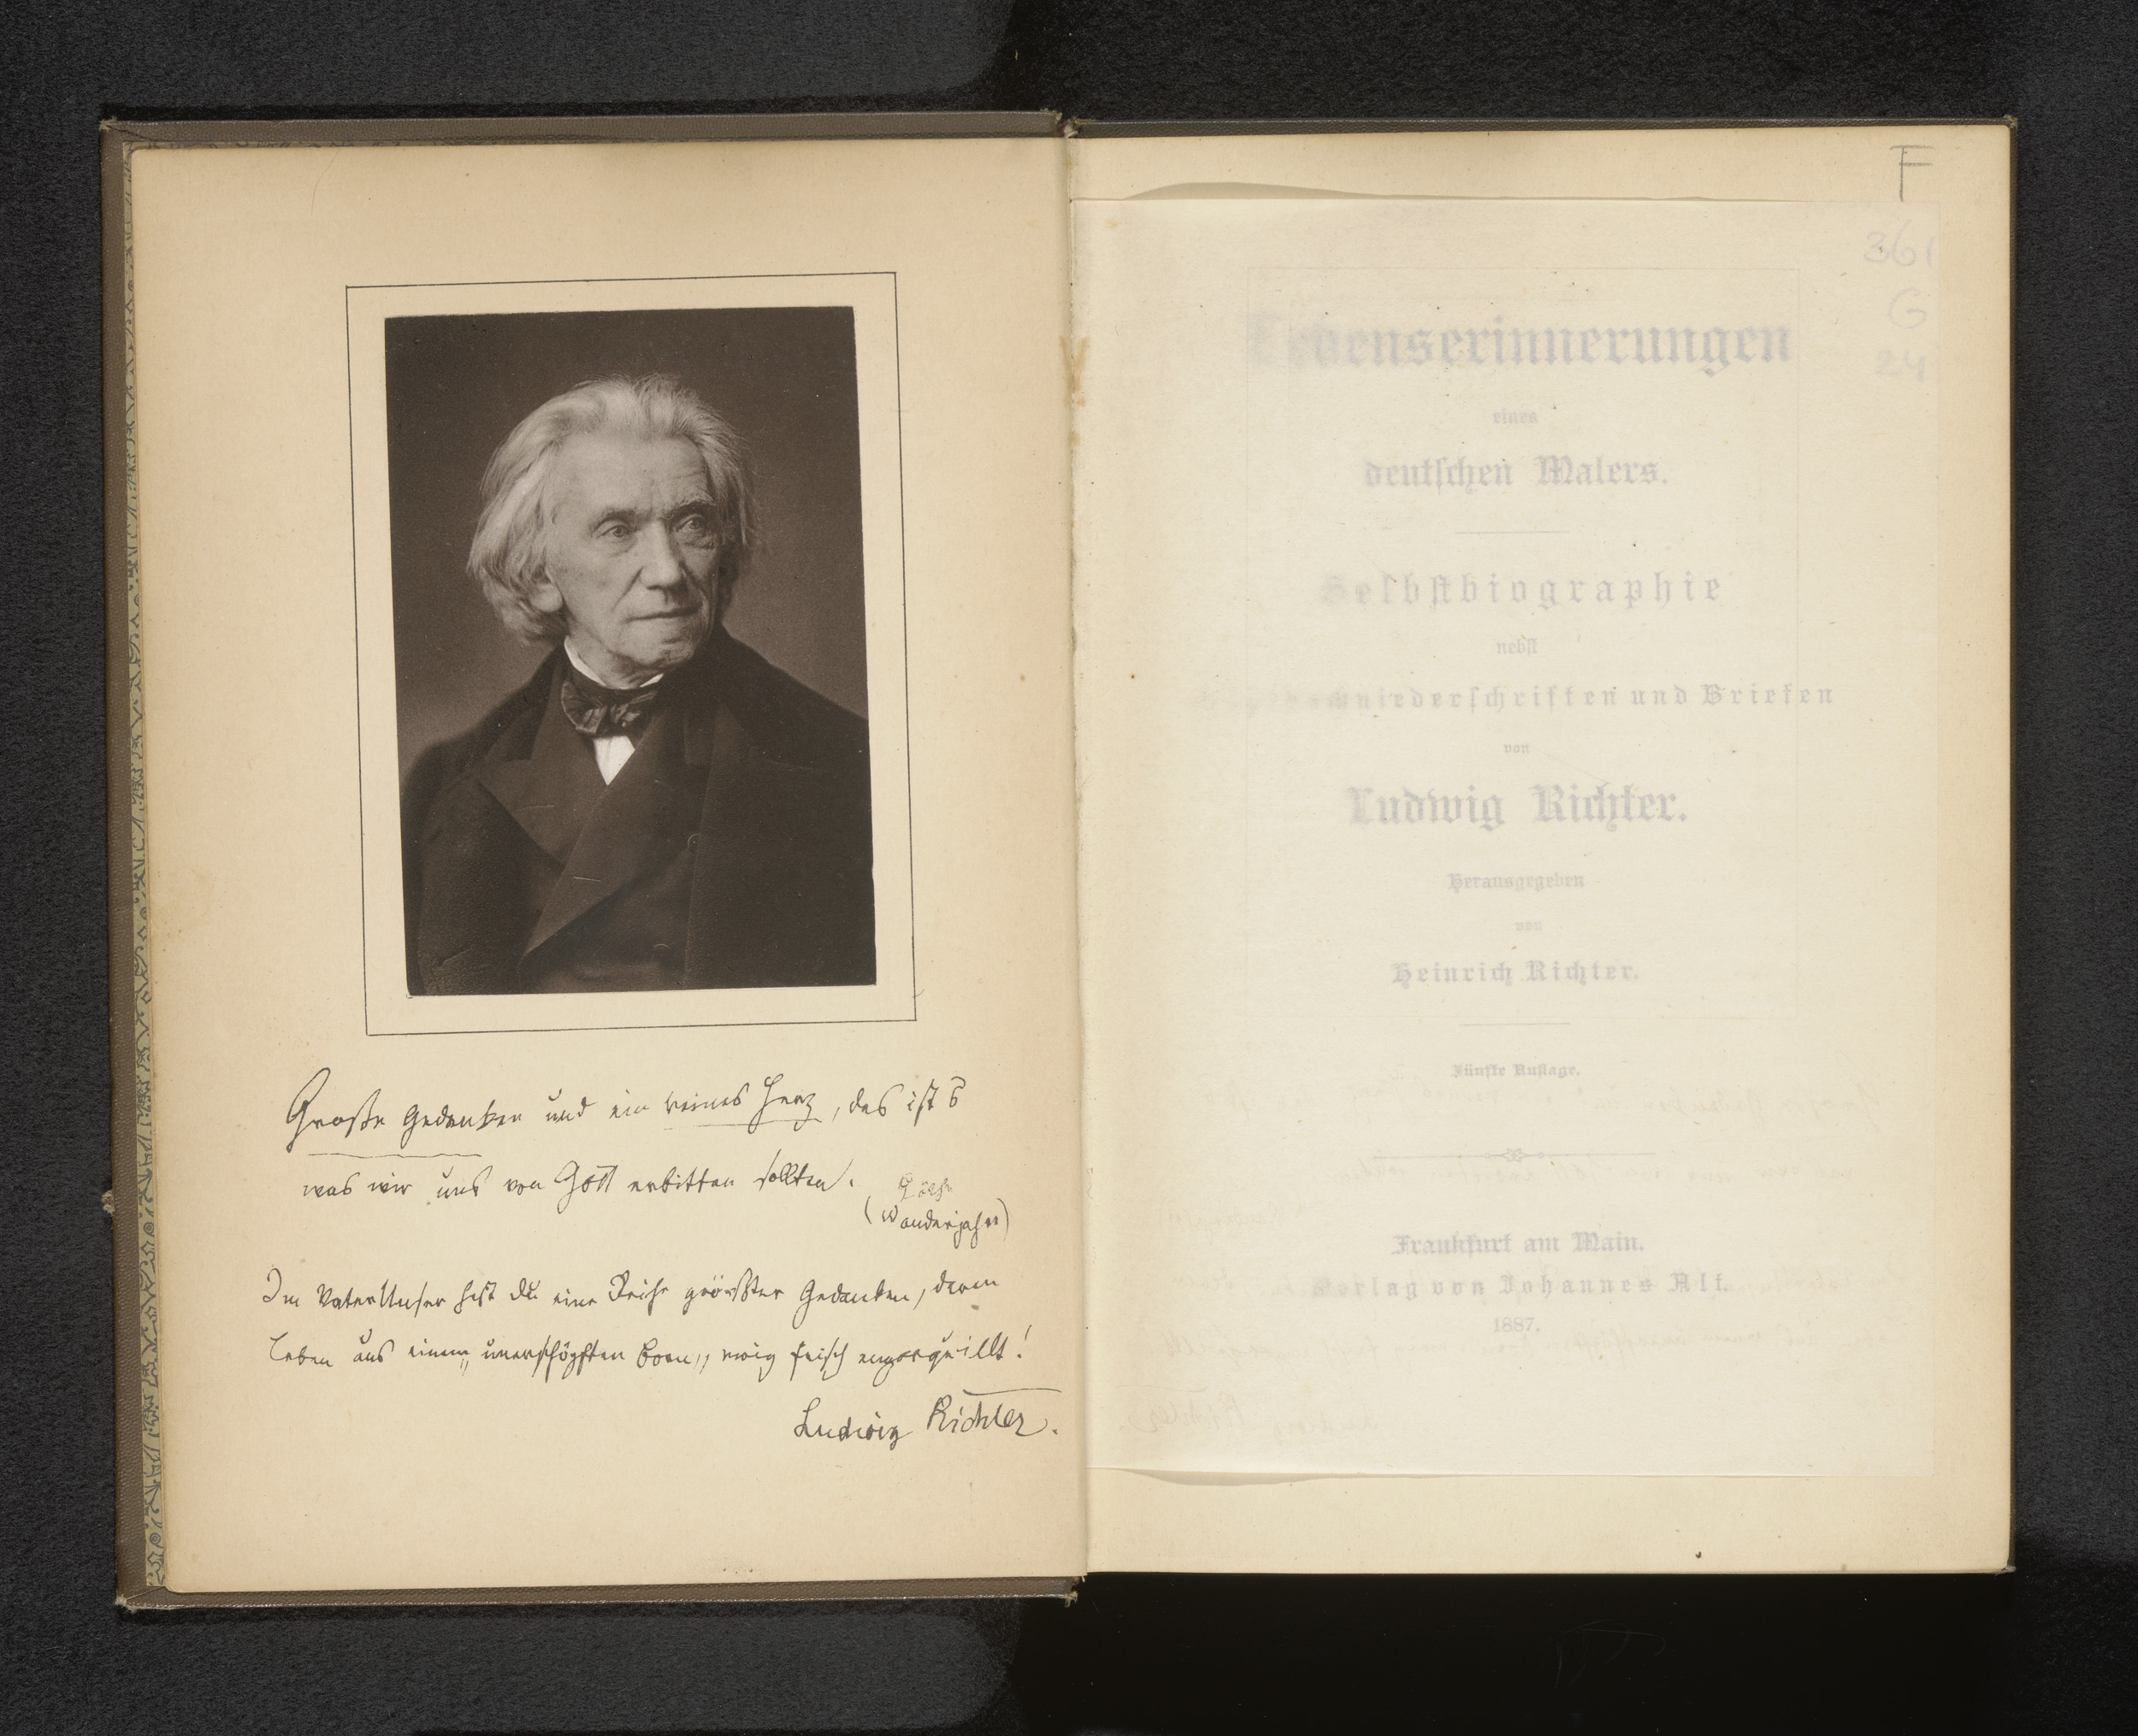 Große Gedanken und ein reines Herz, das ist's
was wir uns von Gott erbitten sollten.
Göthe
(Wanderjahre)
Im VaterUnser hast du eine Reihe größter Gedanken, deren
Leben aus einem „unerschöpften Born„ ewig frisch
Ludwig Richter.
F
361
G
24
Lebenserinnerungen
eines
deutschen Malers.
Selbstbiographie
nebst
Tagebuchniederschriften und Briefen
von
Ludwig Richter.
Herausgegeben
von
Heinrich Richter.
Fünfte Auflage.
Frankfurt am Main.
Verlag von Johannes Alt.
1887.